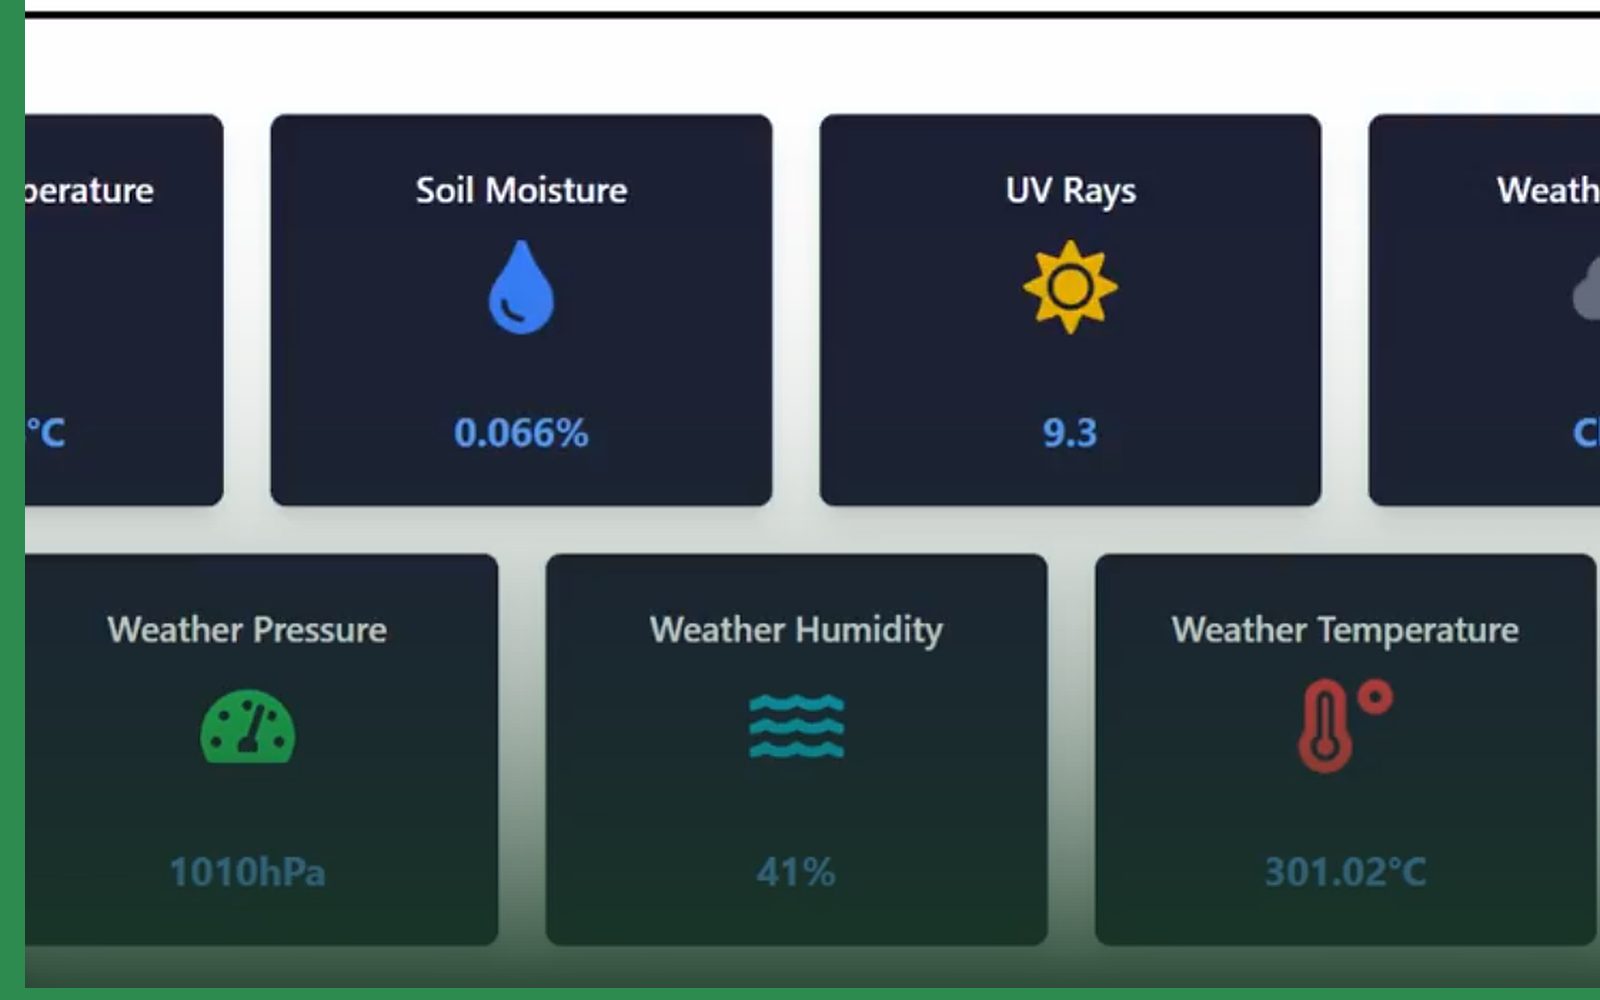 perature
Soil Moisture
UV Rays
Weath
°C
0.066%
9.3
Cl
Weather Pressure
Weather Humidity
Weather Temperature
1010hPa
41%
301.02°C